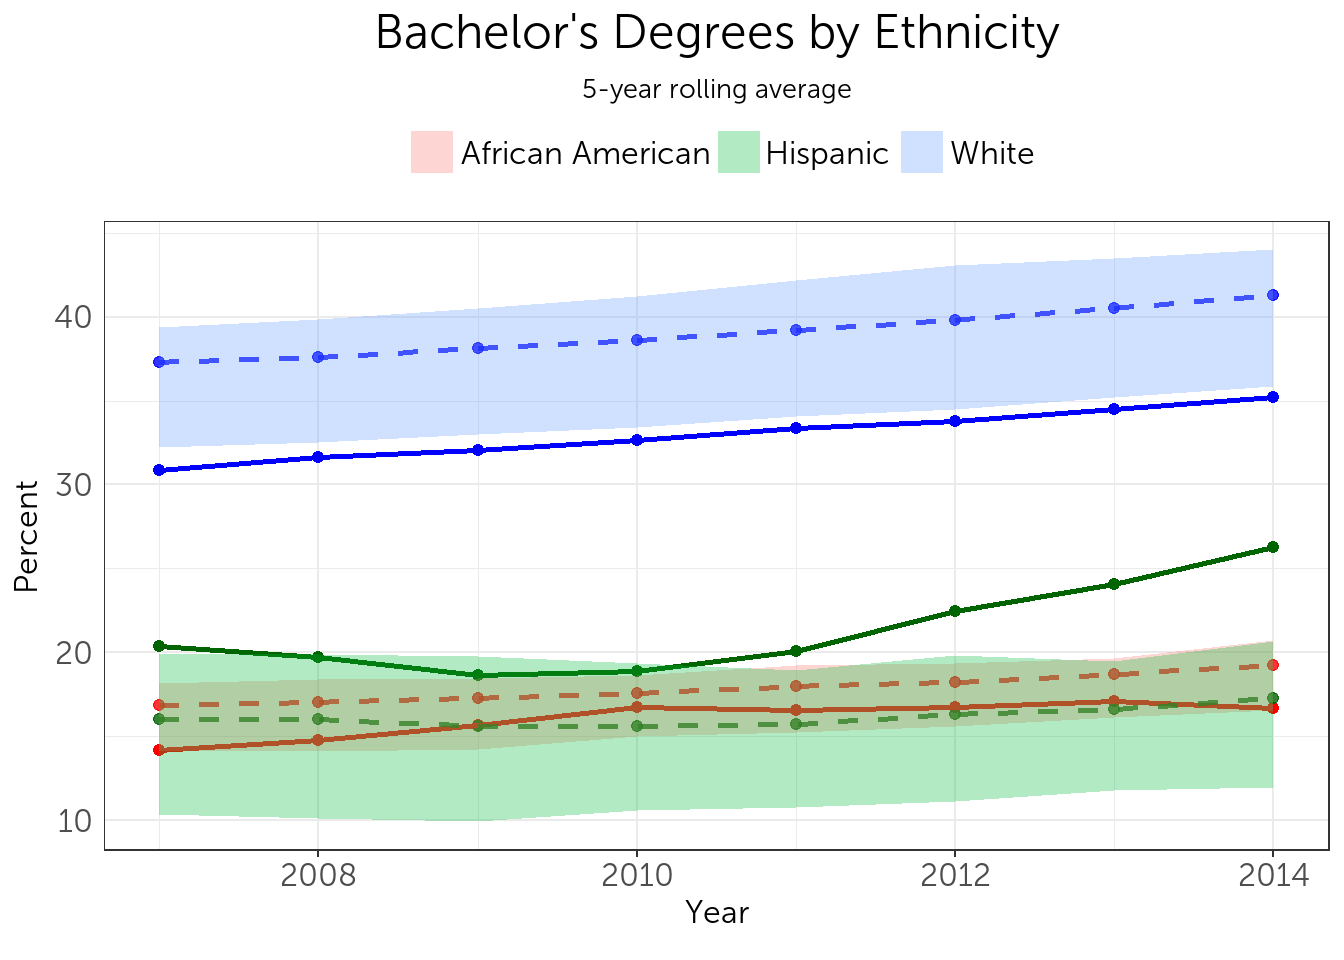 Bachelor's Degrees by Ethnicity
5-year rolling average
African American Hispanic White
40
30
20
10
Percent
2008 2010 2012 2014
Year